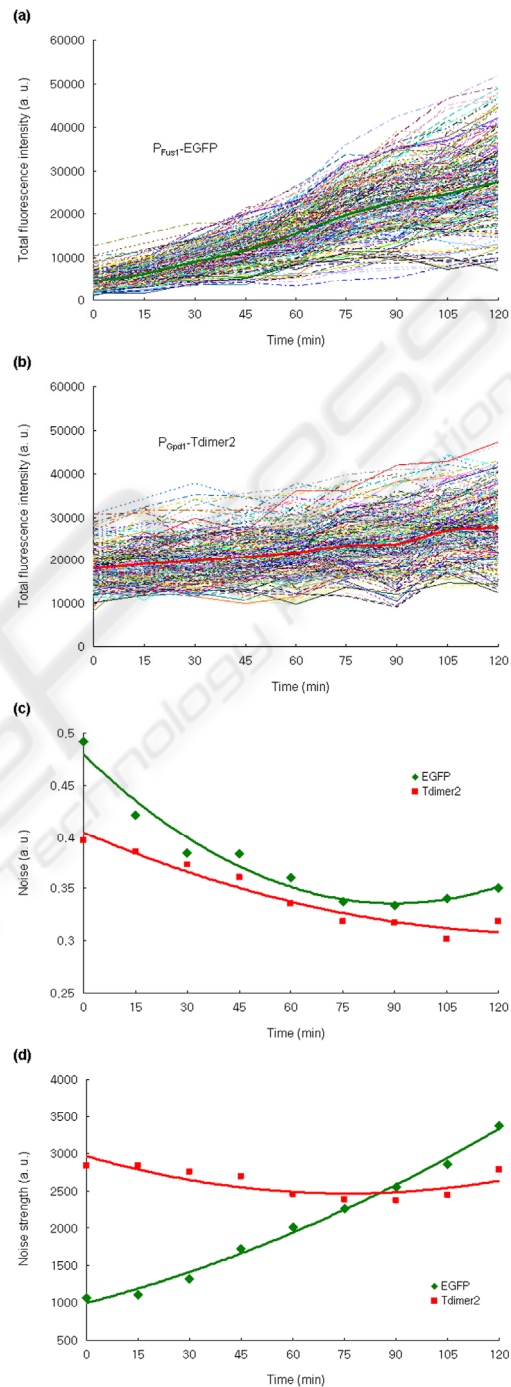 (a)
60000
50000
40000
30000
20000
10000
0
Total fluorescence intensity (a. u.)
PFus1-EGFP
0 15 30 45 60 75 90 105 120
Time (min)
(b)
60000
50000
40000
30000
20000
10000
0
Total fluorescence intensity (a. u.)
PGpd1-Tdimer2
0 15 30 45 60 75 90 105 120
Time (min)
(c)
0,5
0,45
0,4
0,35
0,3
0,25
Noise (a. u.)
EGFP
Tdimer2
0 15 30 45 60 75 90 105 120
Time (min)
(d)
4000
3500
3000
2500
2000
1500
1000
500
Noise strength (a. u.)
EGFP
Tdimer2
0 15 30 45 60 75 90 105 120
Time (min)